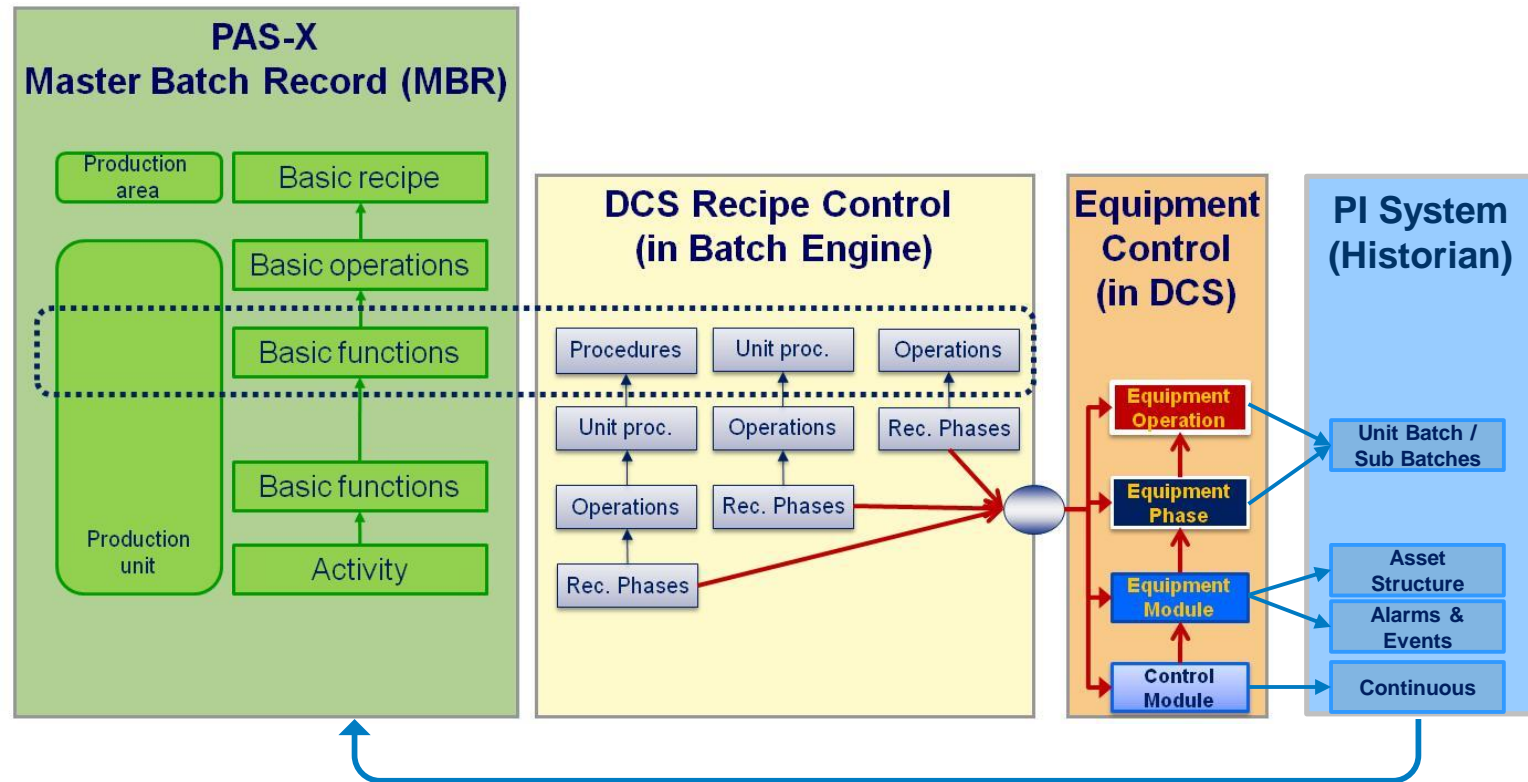 PAS-X
Master Batch Record (MBR)
Production
area
Basic recipe
Basic operations
Basic functions
Basic functions
Production
unit
Activity
DCS Recipe Control
(in Batch Engine)
Procedures
Unit proc.
Operations
Unit proc.
Operations
Rec. Phases
Operations
Rec. Phases
Rec. Phases
Equipment
Control
(in DCS)
Equipment
Operation
Equipment
Phase
Equipment
Module
Control
Module
PI System
(Historian)
Unit Batch /
Sub Batches
Asset
Structure
Alarms &
Events
Continuous